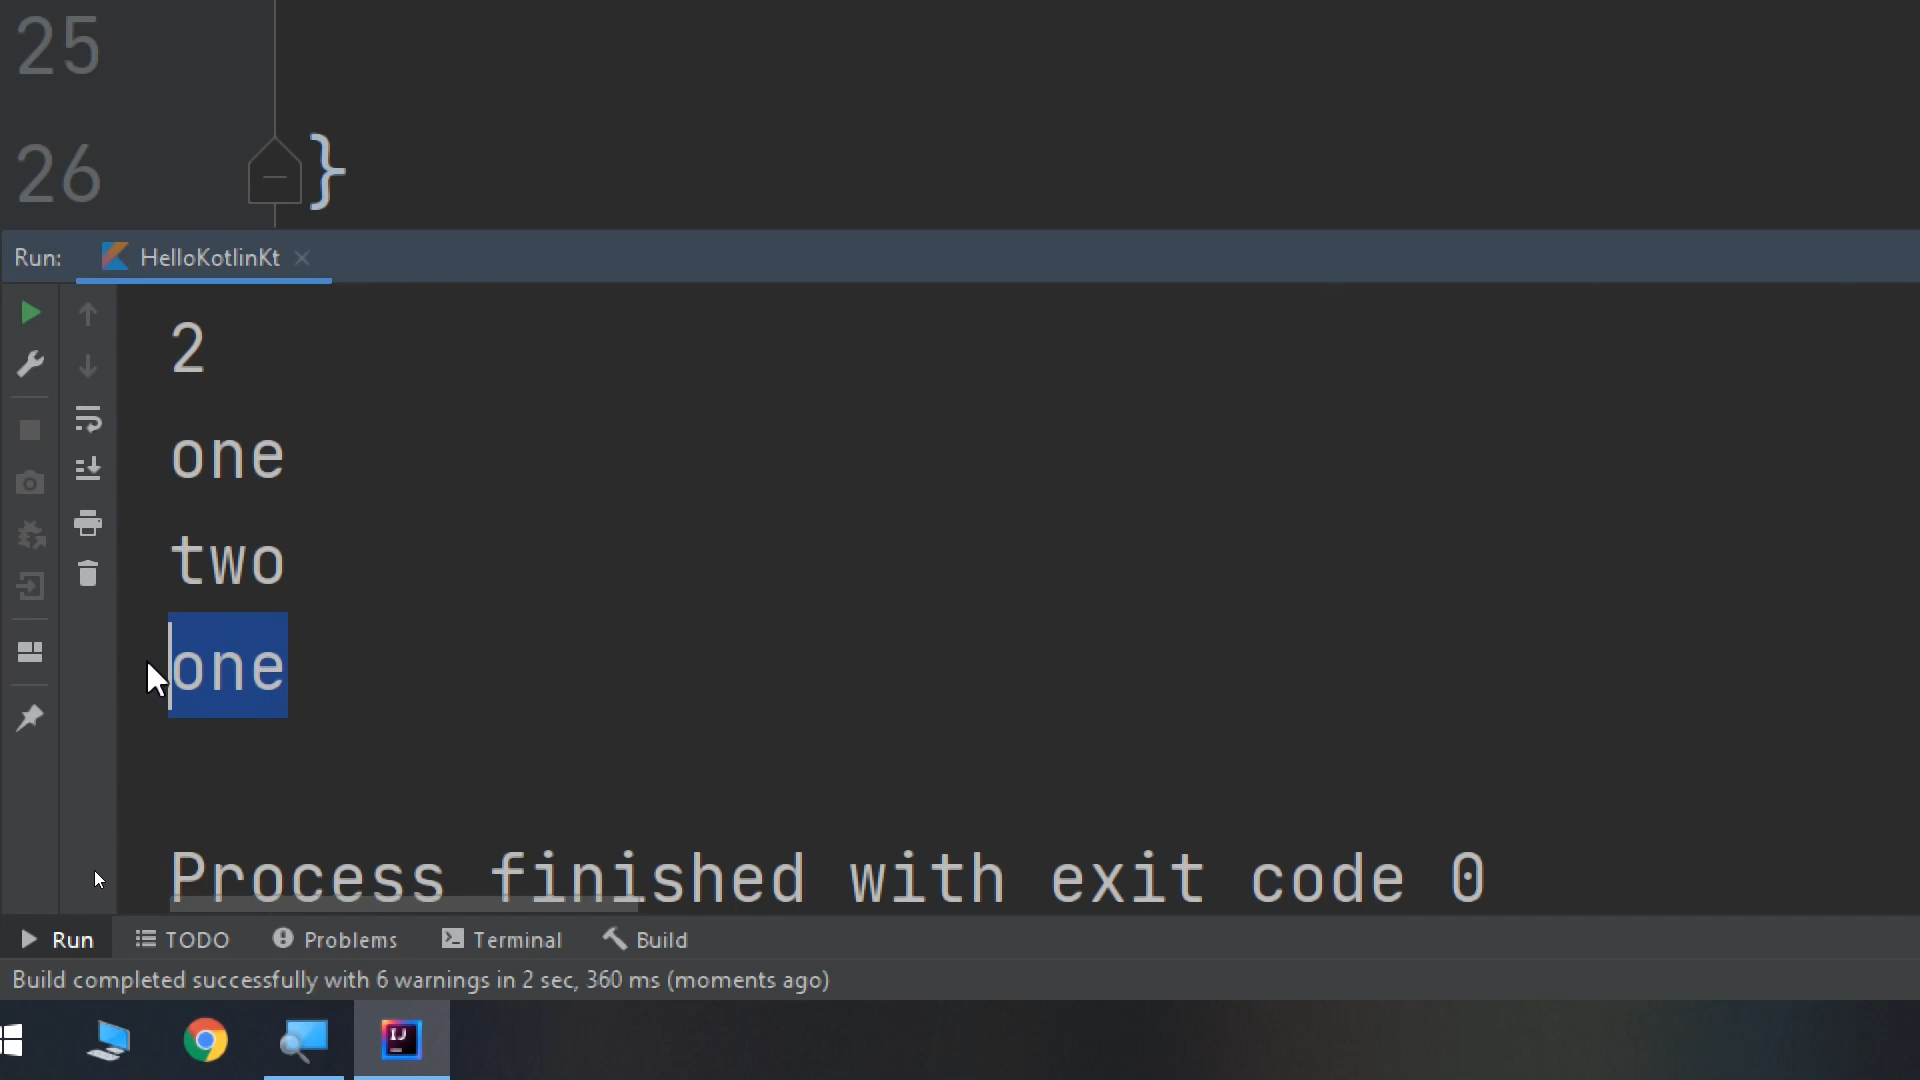 25
26 }
Run: HelloKotlinKt
2
one
two
one
Process finished with exit code 0
Run TODO Problems Terminal Build
Build completed successfully with 6 warnings in 2 sec, 360 ms (moments ago)
IJ